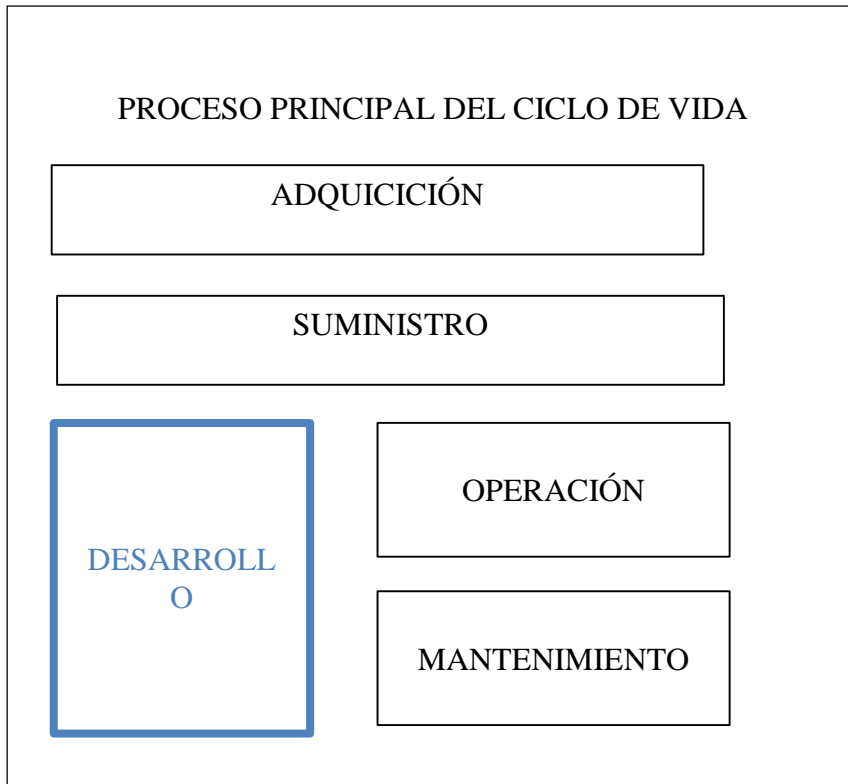 PROCESO PRINCIPAL DEL CICLO DE VIDA
ADQUICICIÓN
SUMINISTRO
DESARROLL
O
OPERACIÓN
MANTENIMIENTO